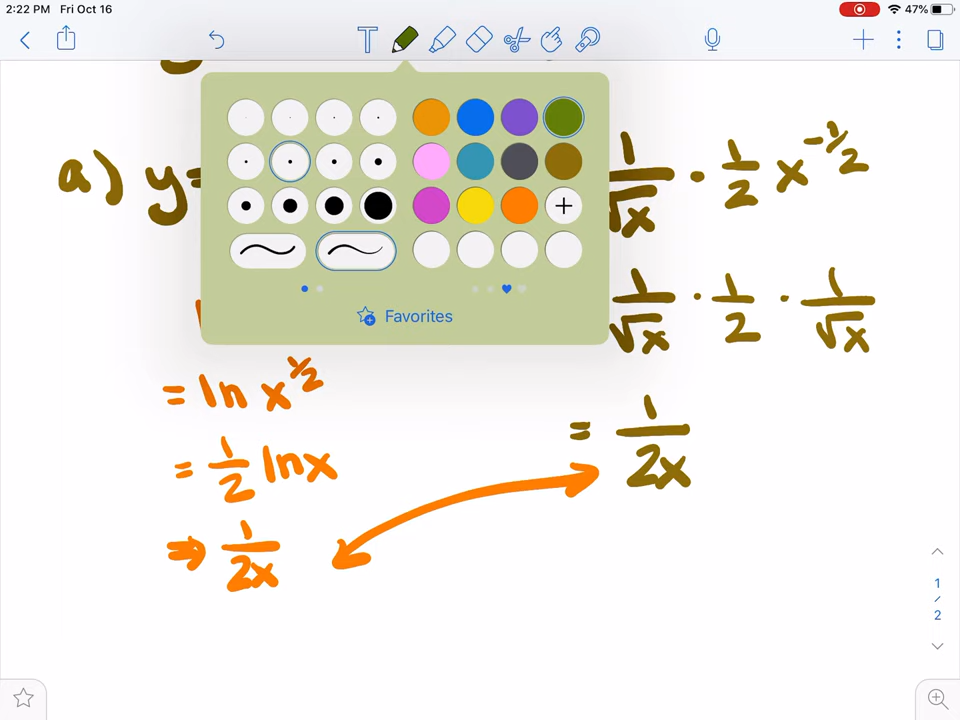 2:22 PM Fri Oct 16 47%
T
a) y= 1/√x · 1/2 x^-1/2
1/√x · 1/2 · 1/√x
Favorites
= ln x^1/2
= 1/2x
= 1/2 lnx
⇒ 1/2x
1
/
2